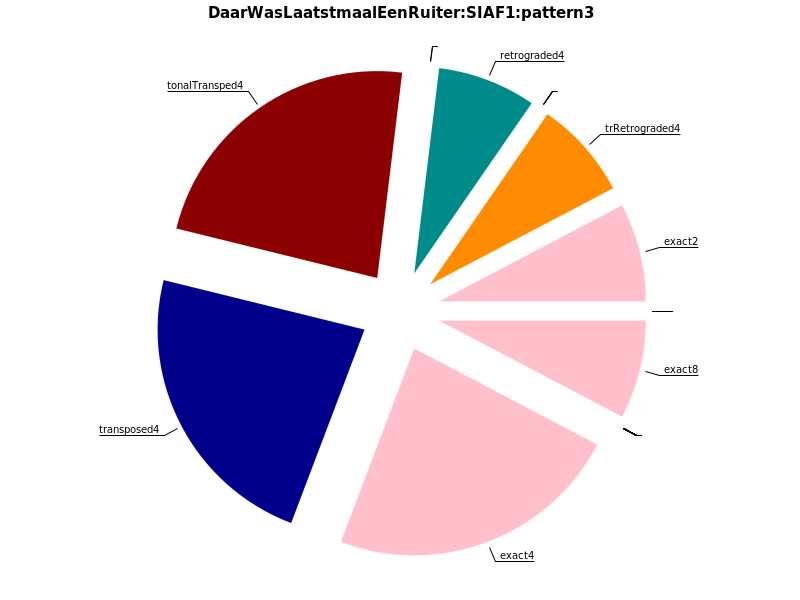 DaarWasLaatstmaalEenRuiter:SIAF1:pattern3
retrograded4
tonalTransped4
trRetrograded4
exact2
exact8
transposed4
exact4